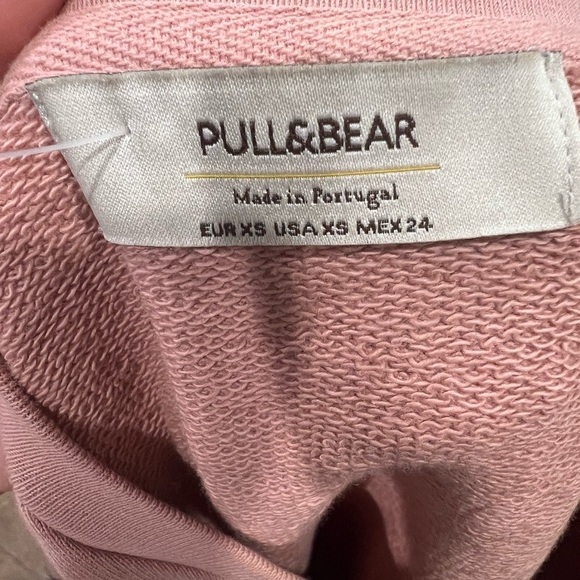 PULL&BEAR
Made in Portugal
EUR XS USA XS MEX 24